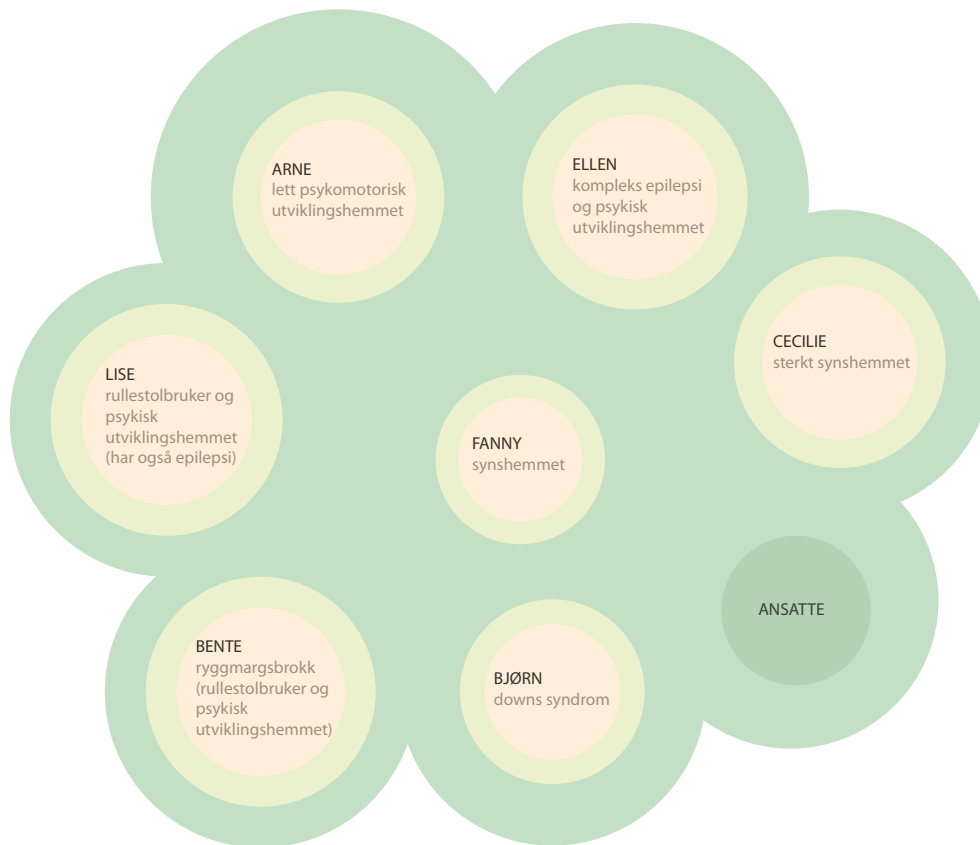 ARNE
lett psykomotorisk
utviklingshemmet
ELLEN
kompleks epilepsi
og psykisk
utviklingshemmet
CECILIE
sterkt synshemmet
LISE
rullestolbruker og
psykisk
utviklingshemmet
(har også epilepsi)
FANNY
synshemmet
ANSATTE
BENTE
ryggmargsbrokk
(rullestolbruker og
psykisk
utviklingshemmet)
BJØRN
downs syndrom